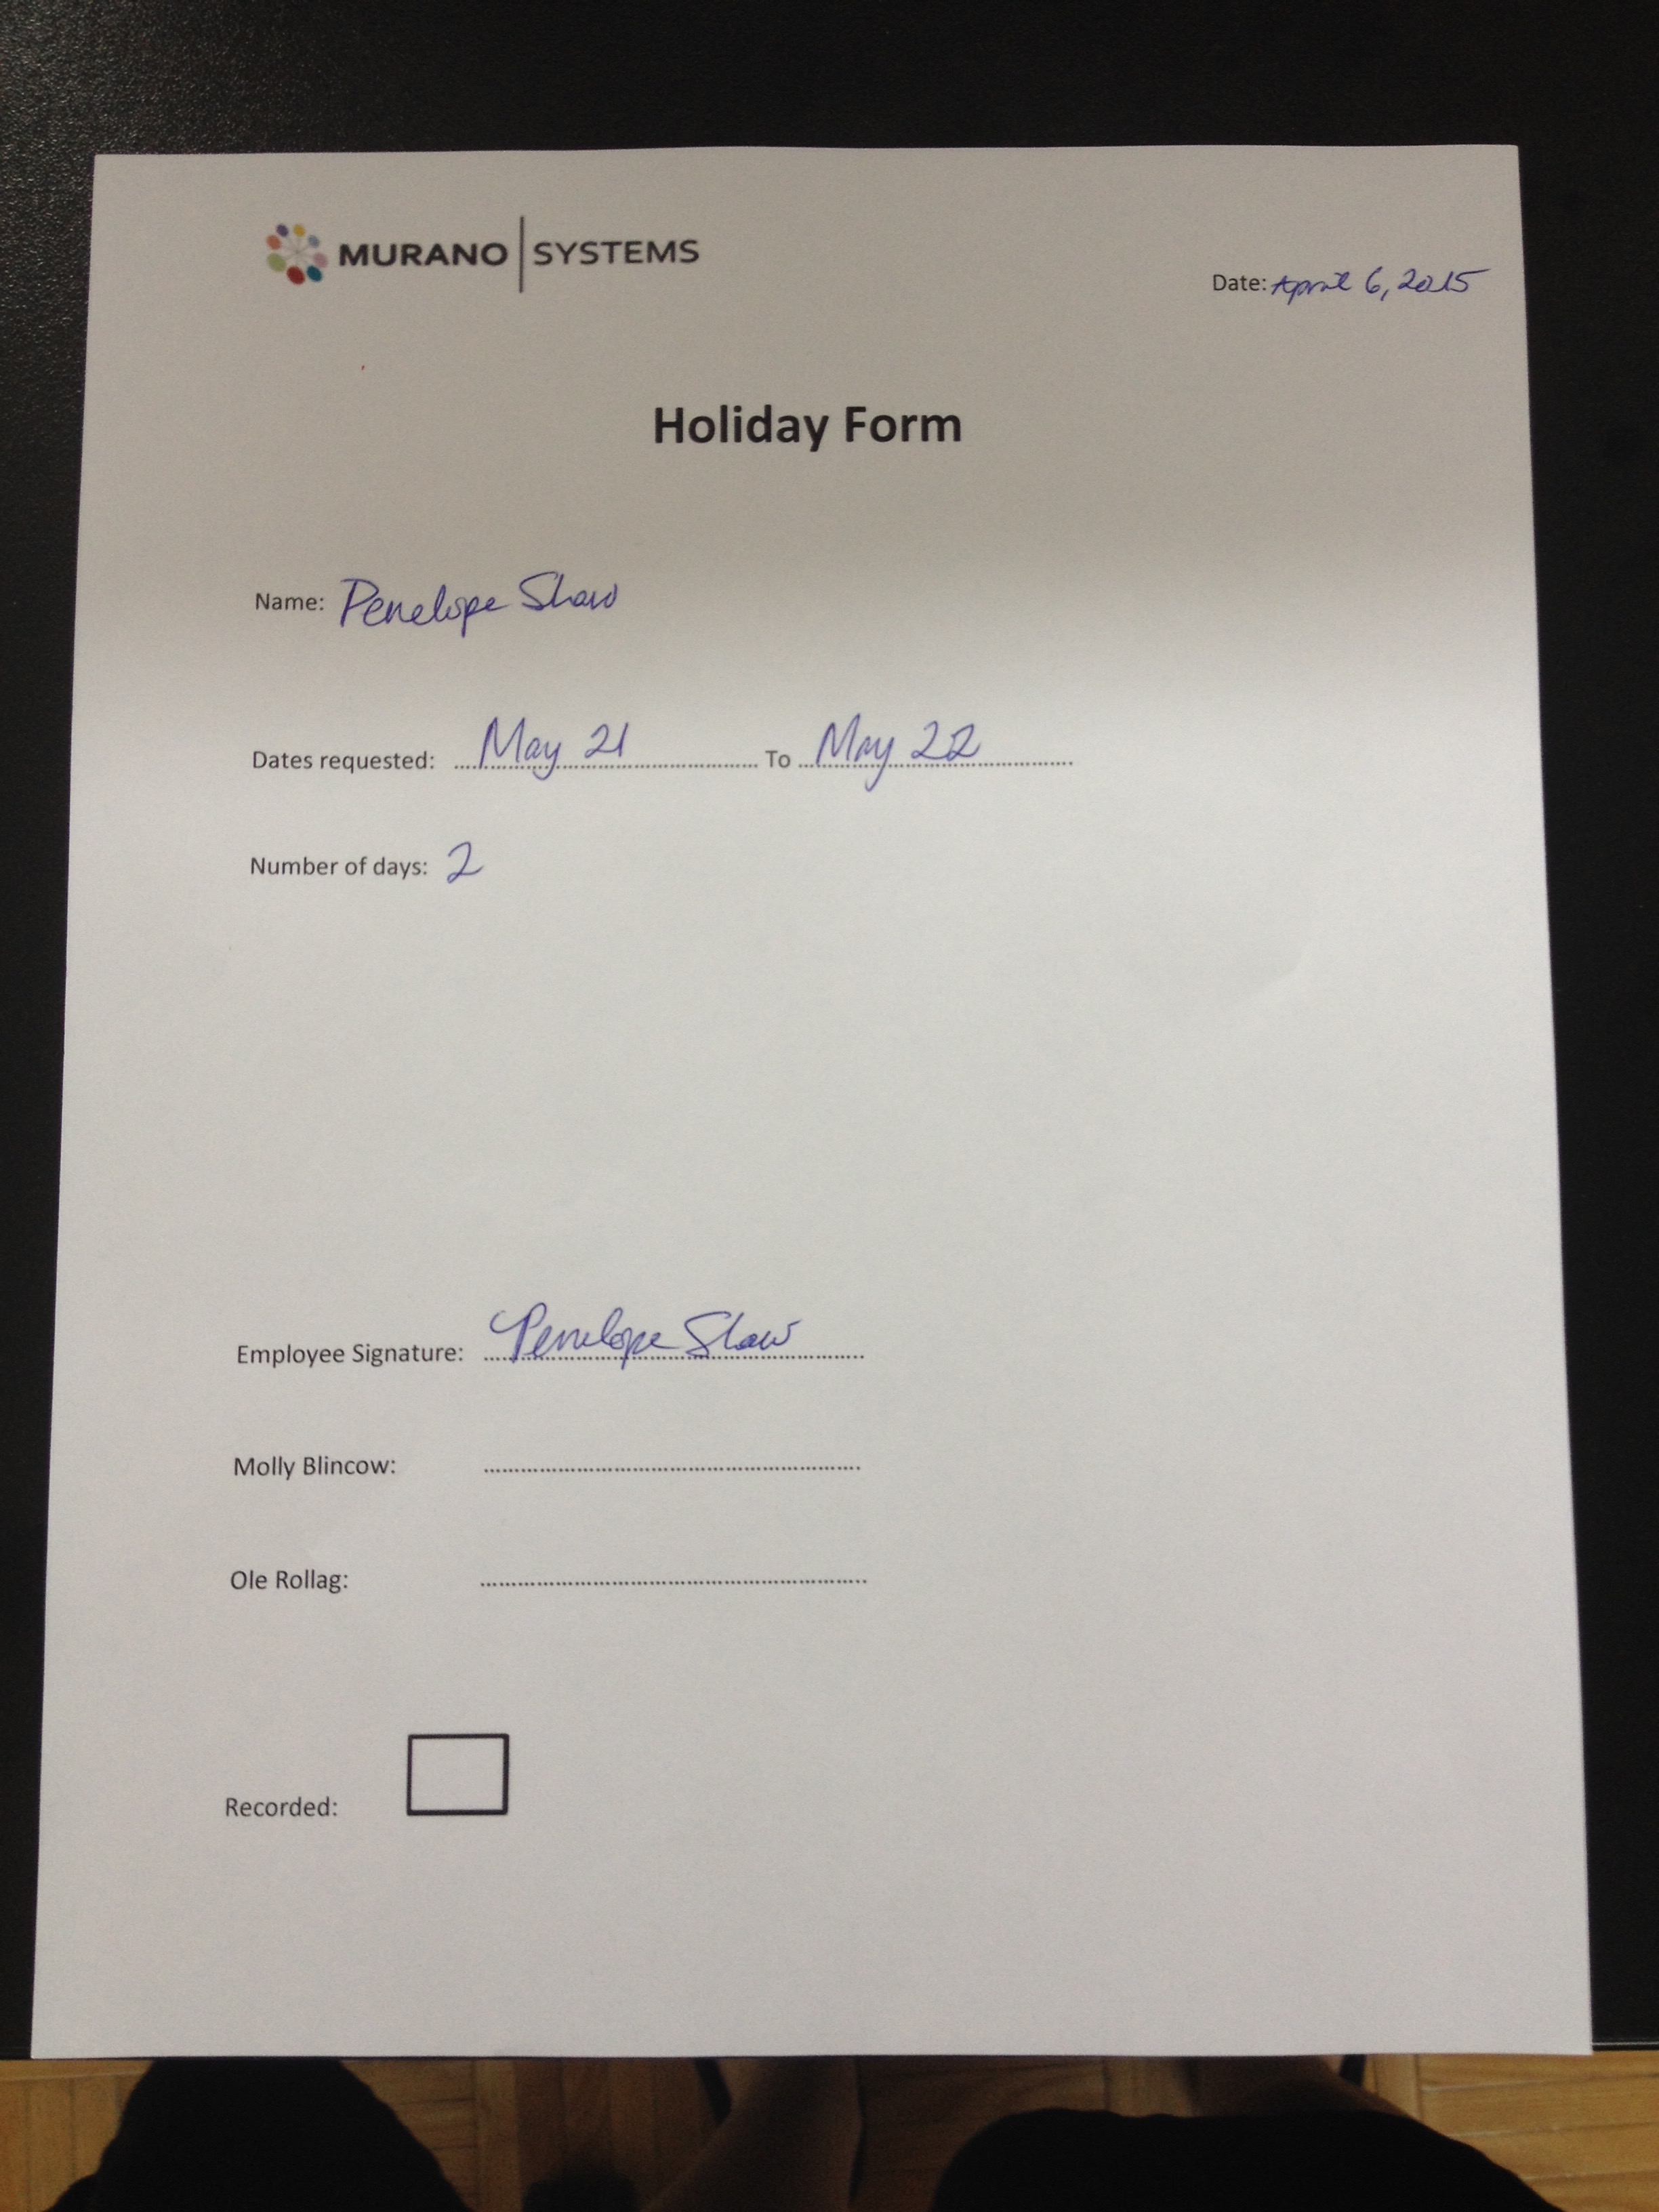 MURANO | SYSTEMS
Date: April 6, 2015
Holiday Form
Name: Penelope Shaw
Dates requested: May 21 To May 22
Number of days: 2
Employee Signature: Penelope Shaw
Molly Blincow:
Ole Rollag:
Recorded: